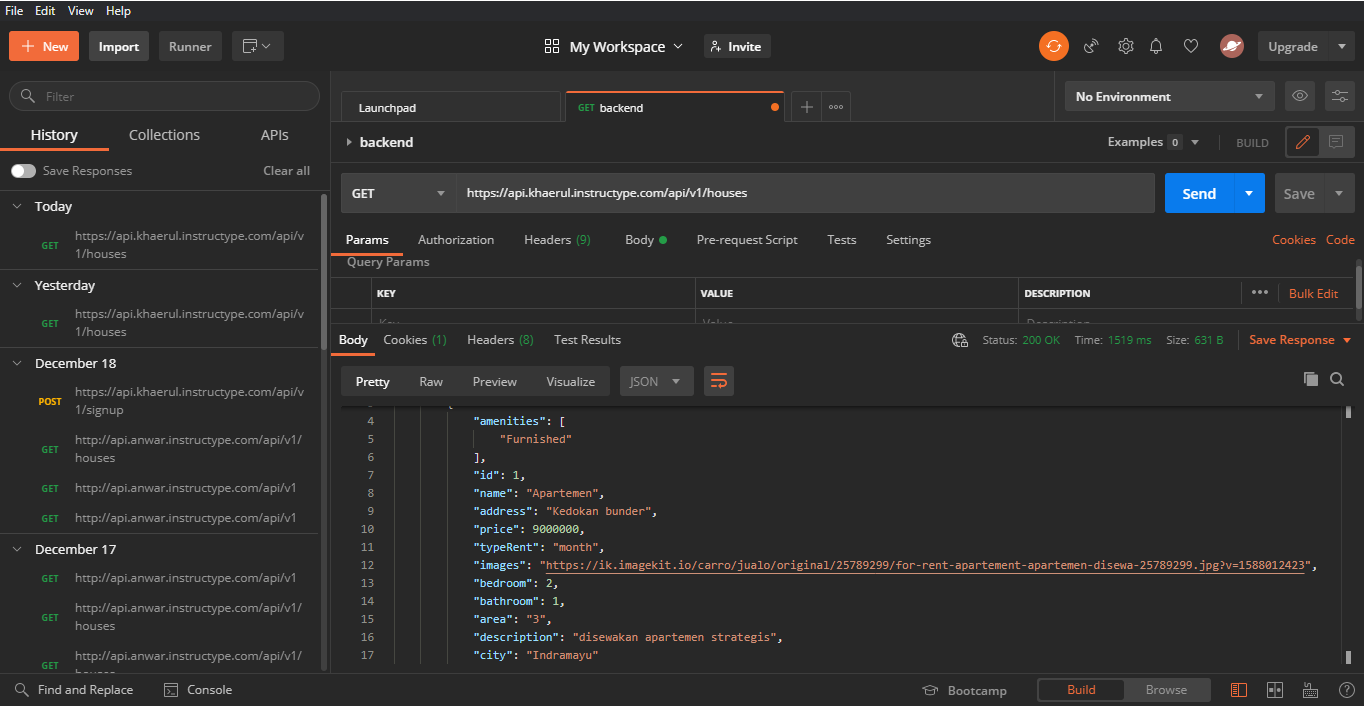 File Edit View Help
New Import Runner My Workspace Invite Upgrade
Filter
History Collections APIs
Save Responses Clear all
Today
GET https://api.khaerul.instructype.com/api/v
1/houses
Yesterday
GET https://api.khaerul.instructype.com/api/v
1/houses
December 18
POST https://api.khaerul.instructype.com/api/v
1/signup
GET http://api.anwar.instructype.com/api/v1/
houses
GET http://api.anwar.instructype.com/api/v1
GET http://api.anwar.instructype.com/api/v1
December 17
GET http://api.anwar.instructype.com/api/v1
GET http://api.anwar.instructype.com/api/v1/
houses
GET http://api.anwar.instructype.com/api/v1/
houses
Launchpad GET backend No Environment
backend Examples 0 BUILD
GET https://api.khaerul.instructype.com/api/v1/houses Send Save
Params Authorization Headers (9) Body Pre-request Script Tests Settings Cookies Code
Query Params
KEY VALUE DESCRIPTION Bulk Edit
Key Value Description
Body Cookies (1) Headers (8) Test Results Status: 200 OK Time: 1519 ms Size: 631 B Save Response
Pretty Raw Preview Visualize JSON
3 {
4 "amenities": [
5 "Furnished"
6 ],
7 "id": 1,
8 "name": "Apartemen",
9 "address": "Kedokan bunder",
10 "price": 9000000,
11 "typeRent": "month",
12 "images": "https://ik.imagekit.io/carro/jualo/original/25789299/for-rent-apartement-apartemen-disewa-25789299.jpg?v=1588012423",
13 "bedroom": 2,
14 "bathroom": 1,
15 "area": "3",
16 "description": "disewakan apartemen strategis",
17 "city": "Indramayu"
Find and Replace Console Bootcamp Build Browse